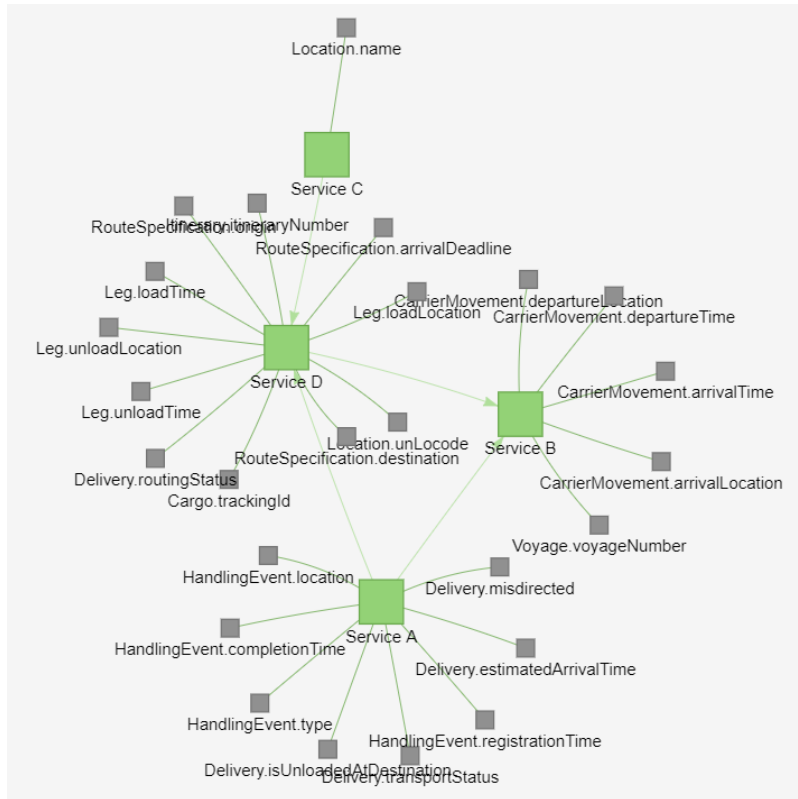 Location.name
Service C
RouteSpecification.origin
Itinerary.itineraryNumber
RouteSpecification.arrivalDeadline
Leg.loadTime
Leg.loadLocation
CarrierMovement.departureLocation
CarrierMovement.departureTime
Leg.unloadLocation
Service D
CarrierMovement.arrivalTime
Leg.unloadTime
Location.unLocode
Service B
RouteSpecification.destination
Delivery.routingStatus
CarrierMovement.arrivalLocation
Cargo.trackingId
Voyage.voyageNumber
HandlingEvent.location
Delivery.misdirected
Service A
HandlingEvent.completionTime
Delivery.estimatedArrivalTime
HandlingEvent.type
HandlingEvent.registrationTime
Delivery.isUnloadedAtDestination
Delivery.transportStatus